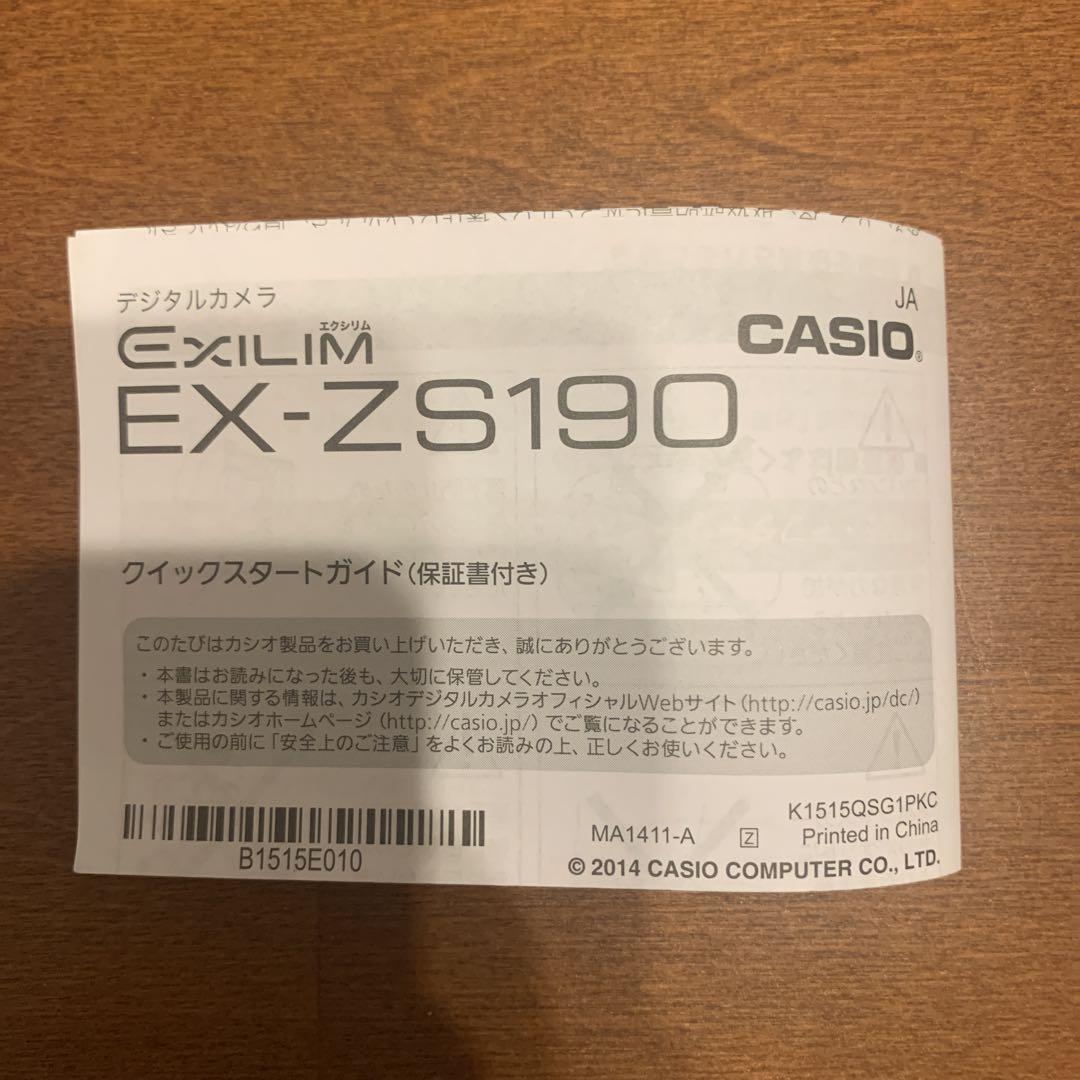 デジタルカメラ
JA
エクシリム
EXILIM
CASIO®
EX-ZS190
クイックスタートガイド(保証書付き)
このたびはカシオ製品をお買い上げいただき、誠にありがとうございます。
・本書はお読みになった後も、大切に保管してください。
・本製品に関する情報は、カシオデジタルカメラオフィシャルWebサイト(http://casio.jp/dc/)
またはカシオホームページ(http://casio.jp/)でご覧になることができます。
・ご使用の前に「安全上のご注意」をよくお読みの上、正しくお使いください。
B1515E010
MA1411-A
Z
K1515QSG1PKC
Printed in China
© 2014 CASIO COMPUTER CO., LTD.